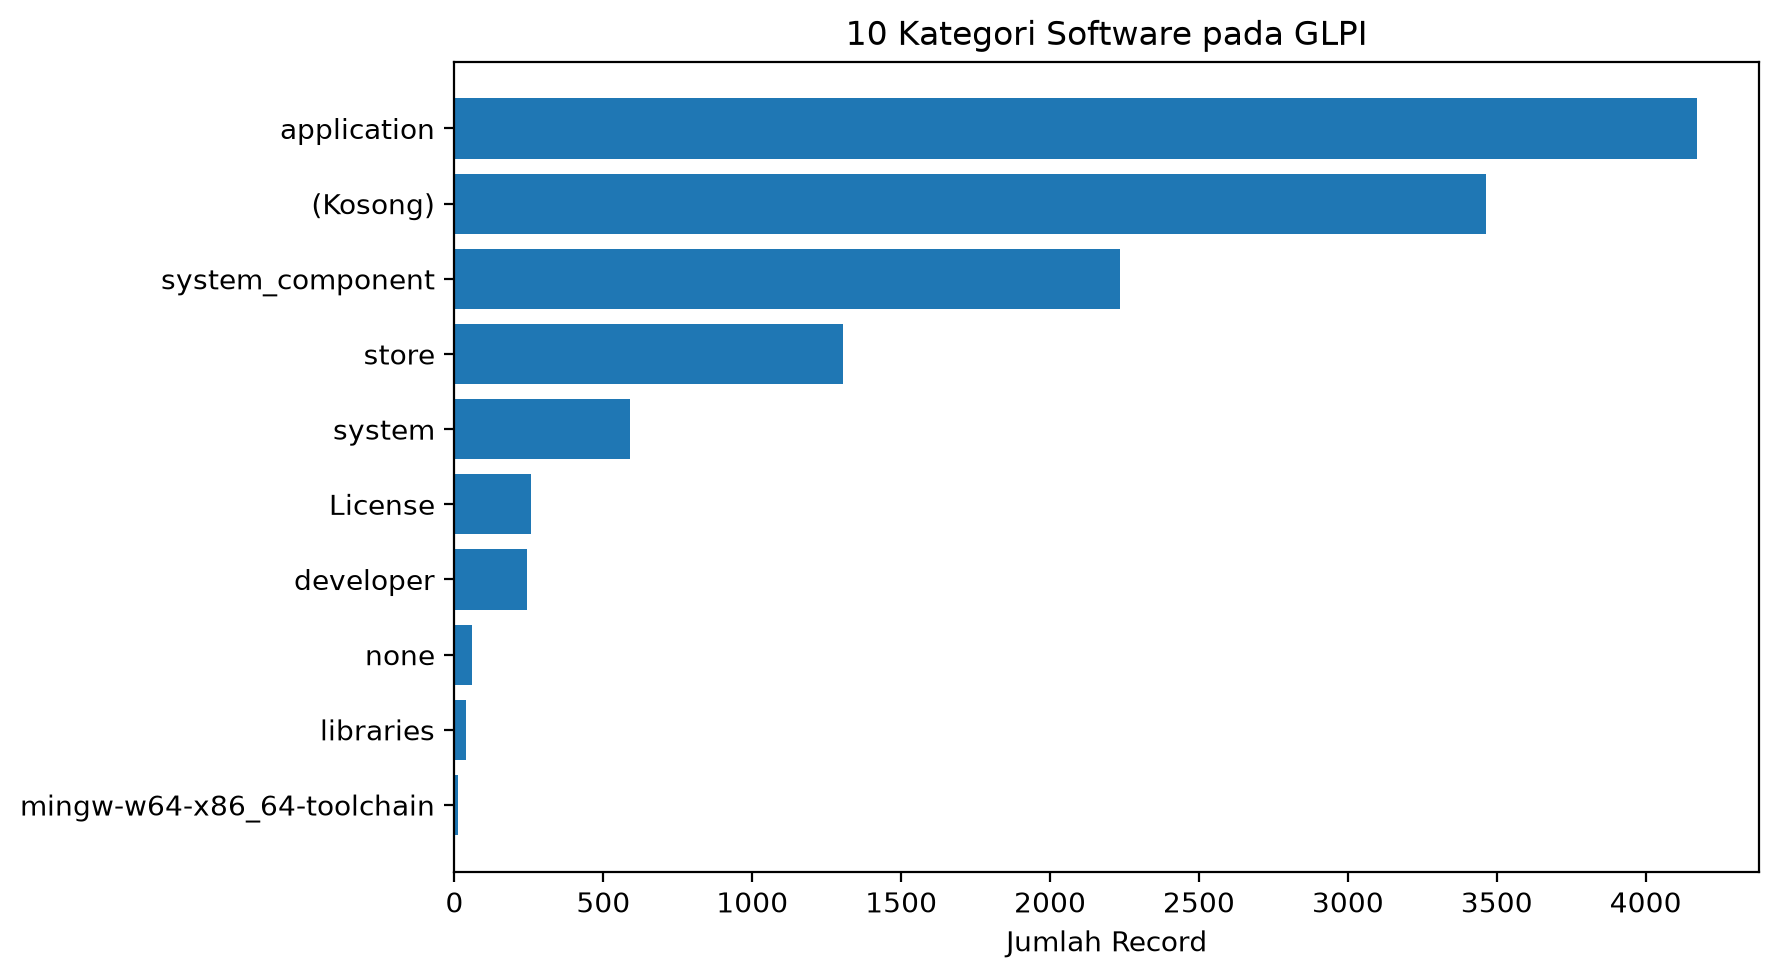 10 Kategori Software pada GLPI
application
(Kosong)
system_component
store
system
License
developer
none
libraries
mingw-w64-x86_64-toolchain
0 500 1000 1500 2000 2500 3000 3500 4000
Jumlah Record